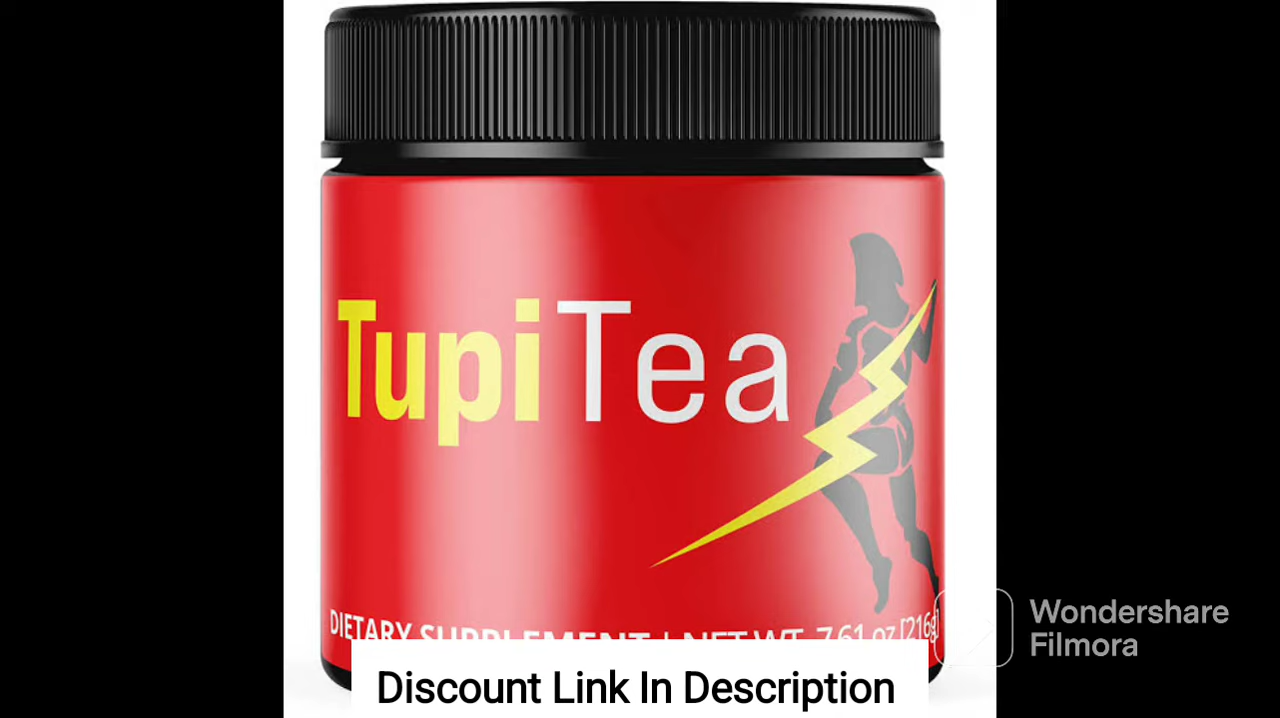 TupiTea
DIETARY SUPPLEMENT | NET WT. 7.61 oz [216g]
Discount Link In Description
Wondershare
Filmora